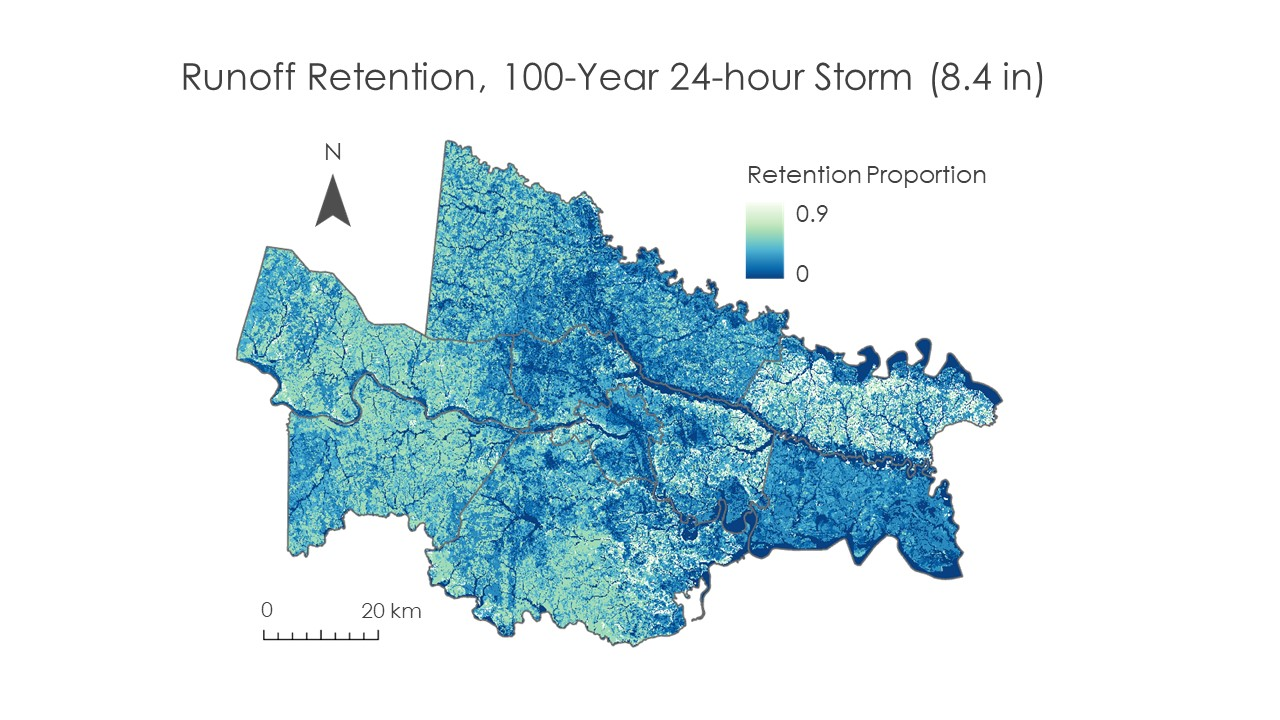 Runoff Retention, 100-Year 24-hour Storm (8.4 in)
N
Retention Proportion
0.9
0
0 20 km